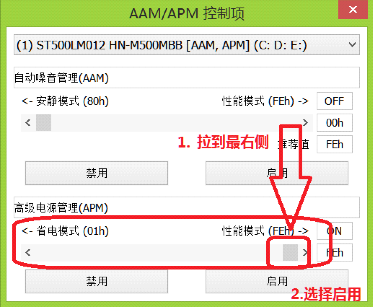 AAM/APM 控制项
(1) ST500LM012 HN-M500MBB [AAM, APM] (C: D: E:)
自动噪音管理(AAM)
<- 安静模式 (80h) 性能模式 (FEh) -> OFF
00h
1. 拉到最右侧 推荐值 FEh
禁用 启用
高级电源管理(APM)
<- 省电模式 (01h) 性能模式 (FEh) -> ON
FEh
禁用 启用
2.选择启用